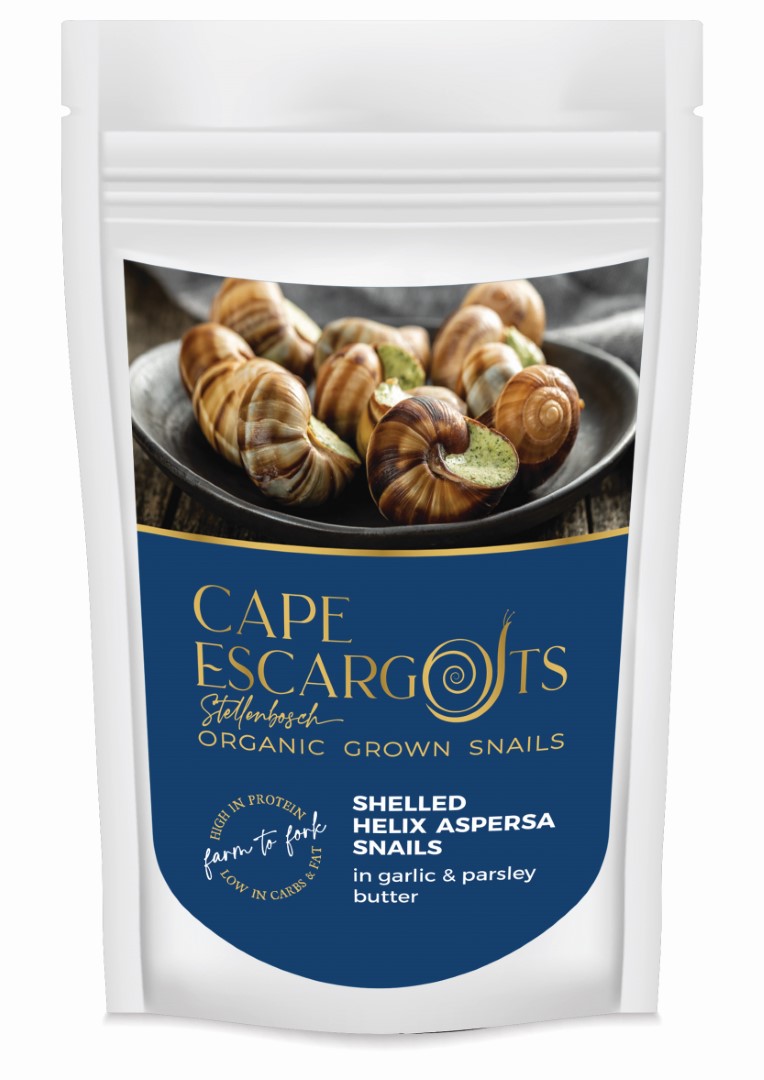 CAPE
ESCARGOTS
Stellenbosch
ORGANIC GROWN SNAILS
HIGH IN PROTEIN
farm to fork
LOW IN CARBS & FAT
SHELLED
HELIX ASPERSA
SNAILS
in garlic & parsley
butter